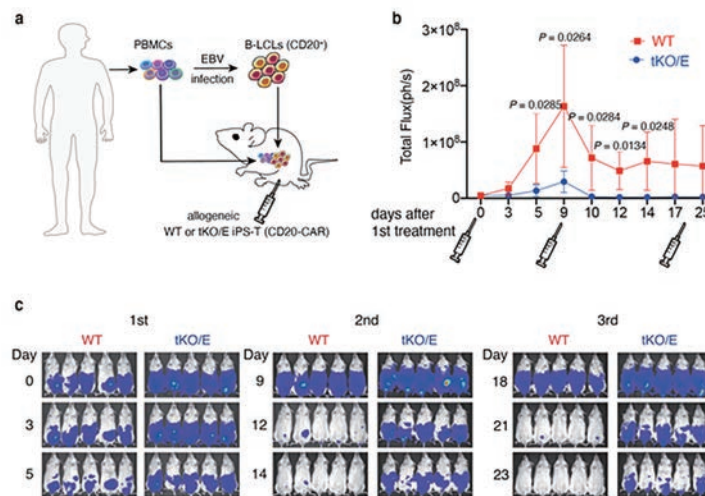 a
PBMCs
EBV
infection
B-LCLs (CD20⁺)
allogeneic
WT or tKO/E iPS-T (CD20-CAR)
b
Total Flux(ph/s)
3×10⁸
2×10⁸
1×10⁸
0
P = 0.0264
WT
tKO/E
P = 0.0285
P = 0.0284
P = 0.0248
P = 0.0134
days after
1st treatment
0 3 5 9 10 12 14 17 25
c
1st 2nd 3rd
WT tKO/E WT tKO/E WT tKO/E
Day Day Day
0 9 18
3 12 21
5 14 23